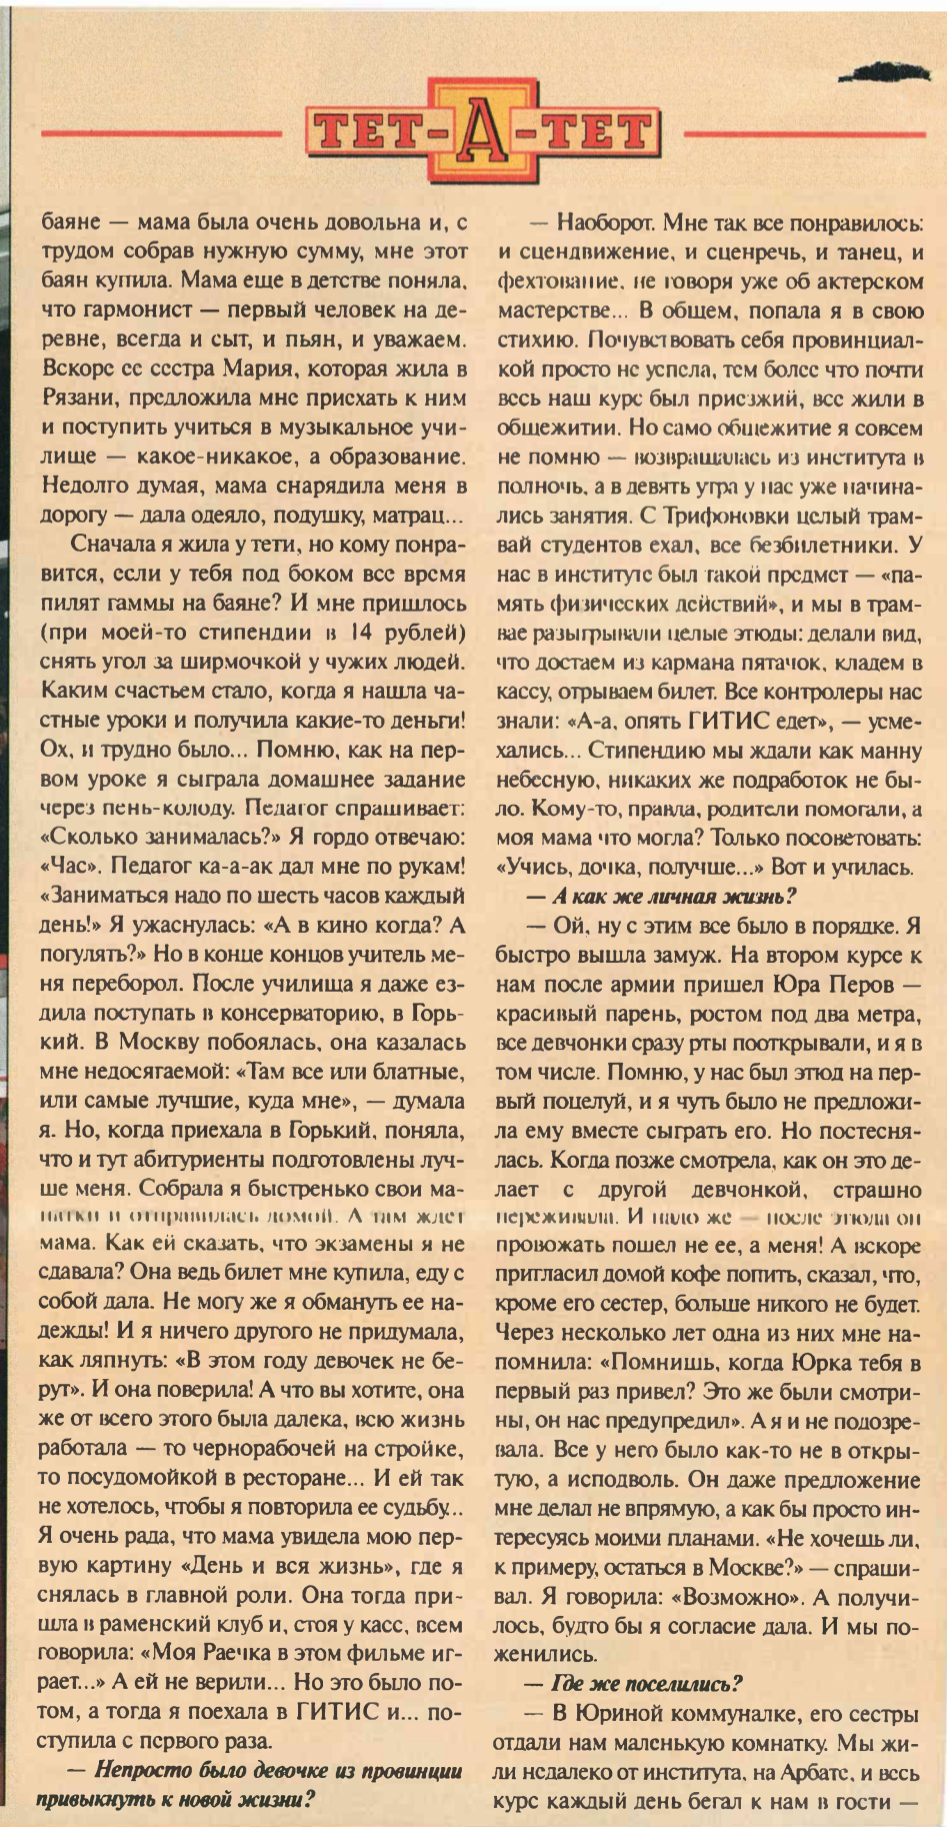 ТЕТ-А-ТЕТ
баяне — мама была очень довольна и, с
трудом собрав нужную сумму, мне этот
баян купила. Мама еще в детстве поняла,
что гармонист — первый человек на де-
ревне, всегда и сыт, и пьян, и уважаем.
Вскоре ее сестра Мария, которая жила в
Рязани, предложила мне приехать к ним
и поступить учиться в музыкальное учи-
лище — какое-никакое, а образование.
Недолго думая, мама снарядила меня в
дорогу — дала одеяло, подушку, матрац...
Сначала я жила у тети, но кому понра-
вится, если у тебя под боком все время
пилят гаммы на баяне? И мне пришлось
(при моей-то стипендии в 14 рублей)
снять угол за ширмочкой у чужих людей.
Каким счастьем стало, когда я нашла ча-
стные уроки и получила какие-то деньги!
Ох, и трудно было... Помню, как на пер-
вом уроке я сыграла домашнее задание
через пень-колоду. Педагог спрашивает:
«Сколько занималась?» Я гордо отвечаю:
«Час». Педагог ка-а-ак дал мне по рукам!
«Заниматься надо по шесть часов каждый
день!» Я ужаснулась: «А в кино когда? А
погулять?» Но в конце концов учитель ме-
ня переборол. После училища я даже ез-
дила поступать в консерваторию, в Горь-
кий. В Москву побоялась, она казалась
мне недосягаемой: «Там все или блатные,
или самые лучшие, куда мне», — думала
я. Но, когда приехала в Горький, поняла,
что и тут абитуриенты подготовлены луч-
ше меня. Собрала я быстренько свои ма-
натки и отправилась домой. А там ждет
мама. Как ей сказать, что экзамены я не
сдавала? Она ведь билет мне купила, еду с
собой дала. Не могу же я обмануть ее на-
дежды! И я ничего другого не придумала,
как ляпнуть: «В этом году девочек не бе-
рут». И она поверила! А что вы хотите, она
же от всего этого была далека, всю жизнь
работала — то чернорабочей на стройке,
то посудомойкой в ресторане... И ей так
не хотелось, чтобы я повторила ее судьбу...
Я очень рада, что мама увидела мою пер-
вую картину «День и вся жизнь», где я
снялась в главной роли. Она тогда при-
шла в раменский клуб и, стоя у касс, всем
говорила: «Моя Раечка в этом фильме иг-
рает...» А ей не верили... Но это было по-
том, а тогда я поехала в ГИТИС и... по-
ступила с первого раза.
— Непросто было девочке из провинции
привыкнуть к новой жизни?
— Наоборот. Мне так все понравилось:
и сцендвижение, и сценречь, и танец, и
фехтование, не говоря уже об актерском
мастерстве... В общем, попала я в свою
стихию. Почувствовать себя провинциал-
кой просто не успела, тем более что почти
весь наш курс был приезжий, все жили в
общежитии. Но само общежитие я совсем
не помню — возвращалась из института в
полночь, а в девять утра у нас уже начина-
лись занятия. С Трифоновки целый трам-
вай студентов ехал, все безбилетники. У
нас в институте был такой предмет — «па-
мять физических действий», и мы в трам-
вае разыгрывали целые этюды: делали вид,
что достаем из кармана пятачок, кладем в
кассу, отрываем билет. Все контролеры нас
знали: «А-а, опять ГИТИС едет», — усме-
хались... Стипендию мы ждали как манну
небесную, никаких же подработок не бы-
ло. Кому-то, правда, родители помогали, а
моя мама что могла? Только посоветовать:
«Учись, дочка, получше...» Вот и училась.
— А как же личная жизнь?
— Ой, ну с этим все было в порядке. Я
быстро вышла замуж. На втором курсе к
нам после армии пришел Юра Перов —
красивый парень, ростом под два метра,
все девчонки сразу рты пооткрывали, и я в
том числе. Помню, у нас был этюд на пер-
вый поцелуй, и я чуть было не предложи-
ла ему вместе сыграть его. Но постесня-
лась. Когда позже смотрела, как он это де-
лает с другой девчонкой, страшно
переживала. И надо же — после этюда он
провожать пошел не ее, а меня! А вскоре
пригласил домой кофе попить, сказал, что,
кроме его сестер, больше никого не будет.
Через несколько лет одна из них мне на-
помнила: «Помнишь, когда Юрка тебя в
первый раз привел? Это же были смотри-
ны, он нас предупредил». А я и не подозре-
вала. Все у него было как-то не в откры-
тую, а исподволь. Он даже предложение
мне делал не впрямую, а как бы просто ин-
тересуясь моими планами. «Не хочешь ли,
к примеру, остаться в Москве?» — спраши-
вал. Я говорила: «Возможно». А получи-
лось, будто бы я согласие дала. И мы по-
женились.
— Где же поселились?
— В Юриной коммуналке, его сестры
отдали нам маленькую комнатку. Мы жи-
ли недалеко от института, на Арбате, и весь
курс каждый день бегал к нам в гости —